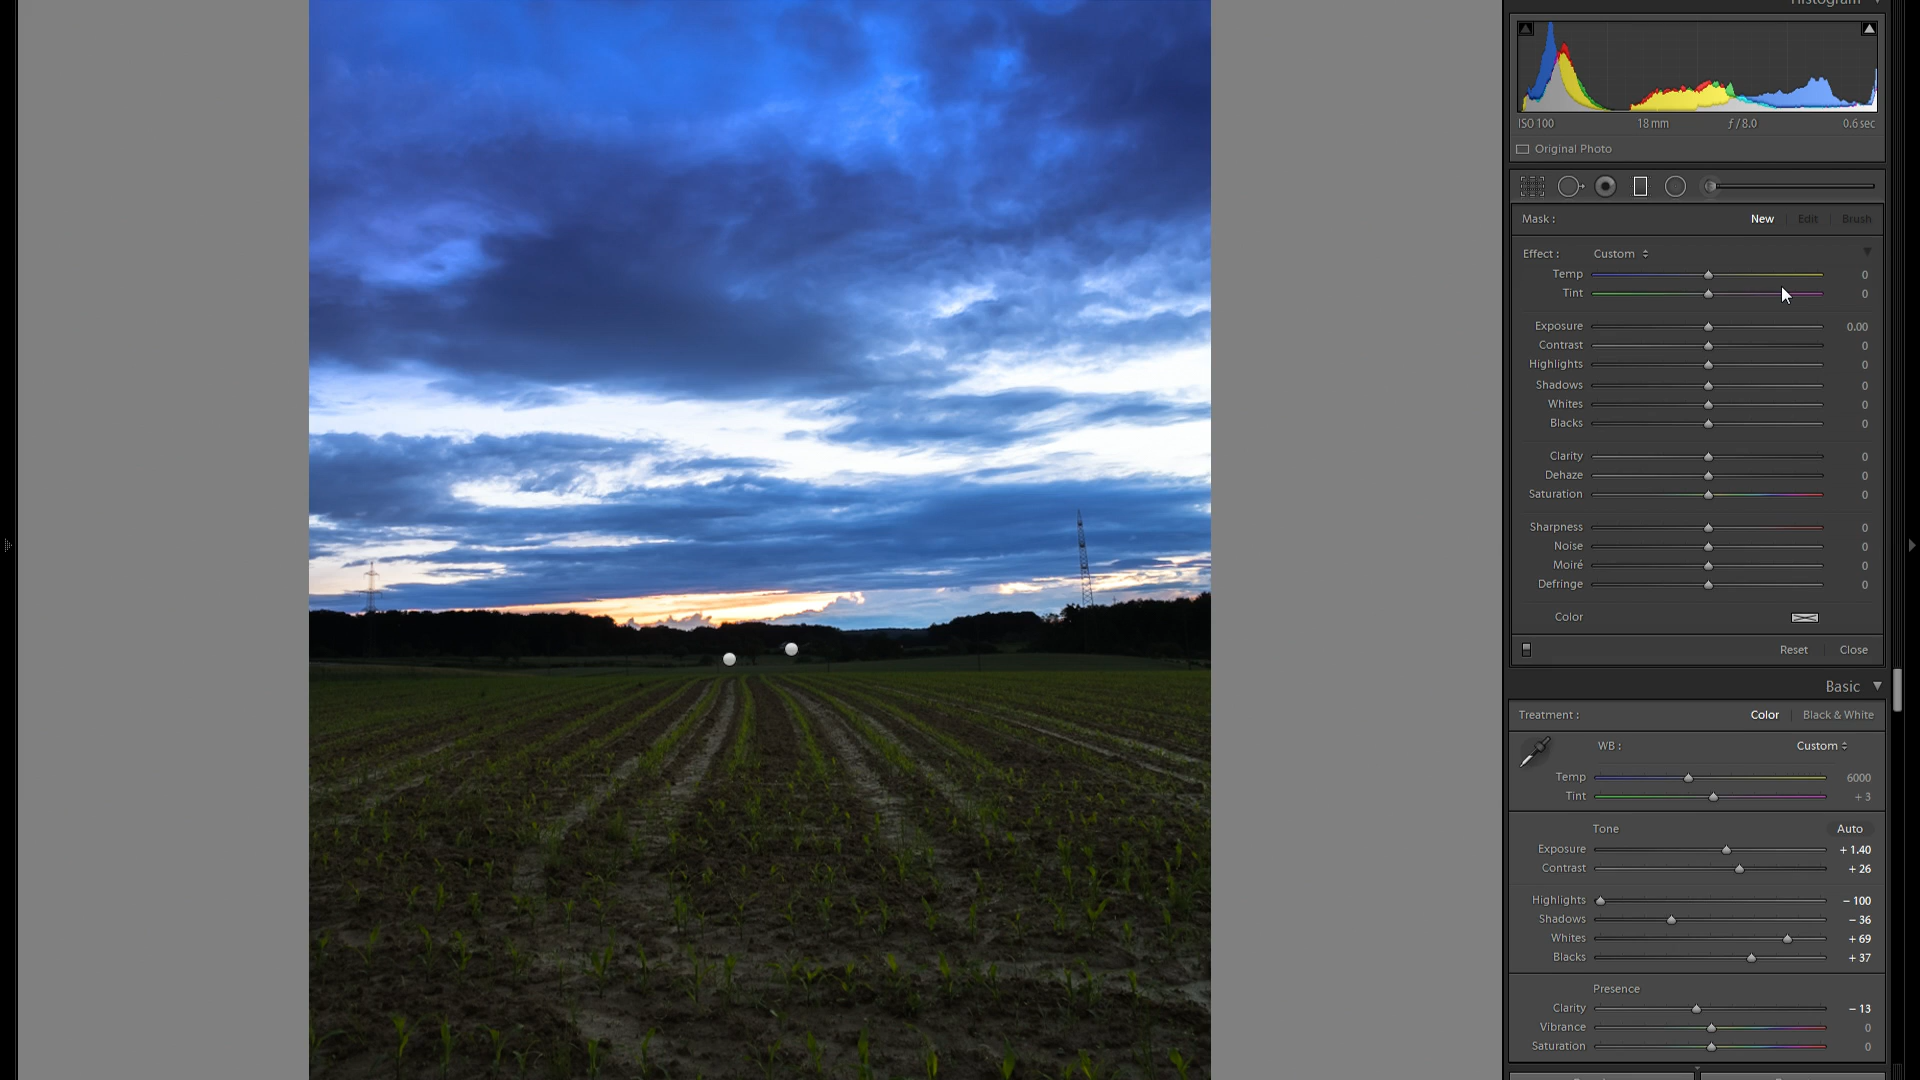 Histogram
ISO 100 18 mm ƒ / 8.0 0.6 sec
Original Photo
Mask : New Edit Brush
Effect : Custom
Temp 0
Tint 0
Exposure 0.00
Contrast 0
Highlights 0
Shadows 0
Whites 0
Blacks 0
Clarity 0
Dehaze 0
Saturation 0
Sharpness 0
Noise 0
Moiré 0
Defringe 0
Color
Reset Close
Basic
Treatment : Color Black & White
WB : Custom
Temp 6000
Tint + 3
Tone Auto
Exposure + 1.40
Contrast + 26
Highlights − 100
Shadows − 36
Whites + 69
Blacks + 37
Presence
Clarity − 13
Vibrance 0
Saturation 0